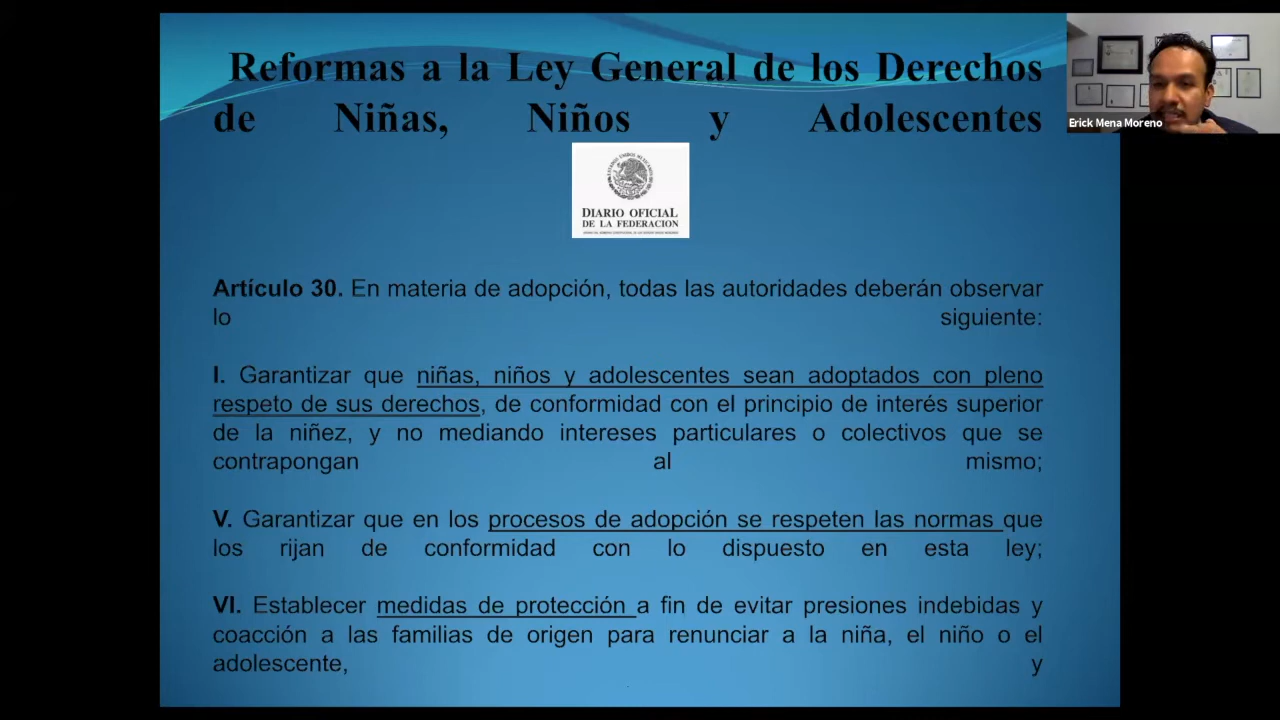 Reformas a la Ley General de los Derechos
de Niñas, Niños y Adolescentes
Erick Mena Moreno
DIARIO OFICIAL
DE LA FEDERACION
Artículo 30. En materia de adopción, todas las autoridades deberán observar
lo siguiente:
I. Garantizar que niñas, niños y adolescentes sean adoptados con pleno
respeto de sus derechos, de conformidad con el principio de interés superior
de la niñez, y no mediando intereses particulares o colectivos que se
contrapongan al mismo;
V. Garantizar que en los procesos de adopción se respeten las normas que
los rijan de conformidad con lo dispuesto en esta ley;
VI. Establecer medidas de protección a fin de evitar presiones indebidas y
coacción a las familias de origen para renunciar a la niña, el niño o el
adolescente, y